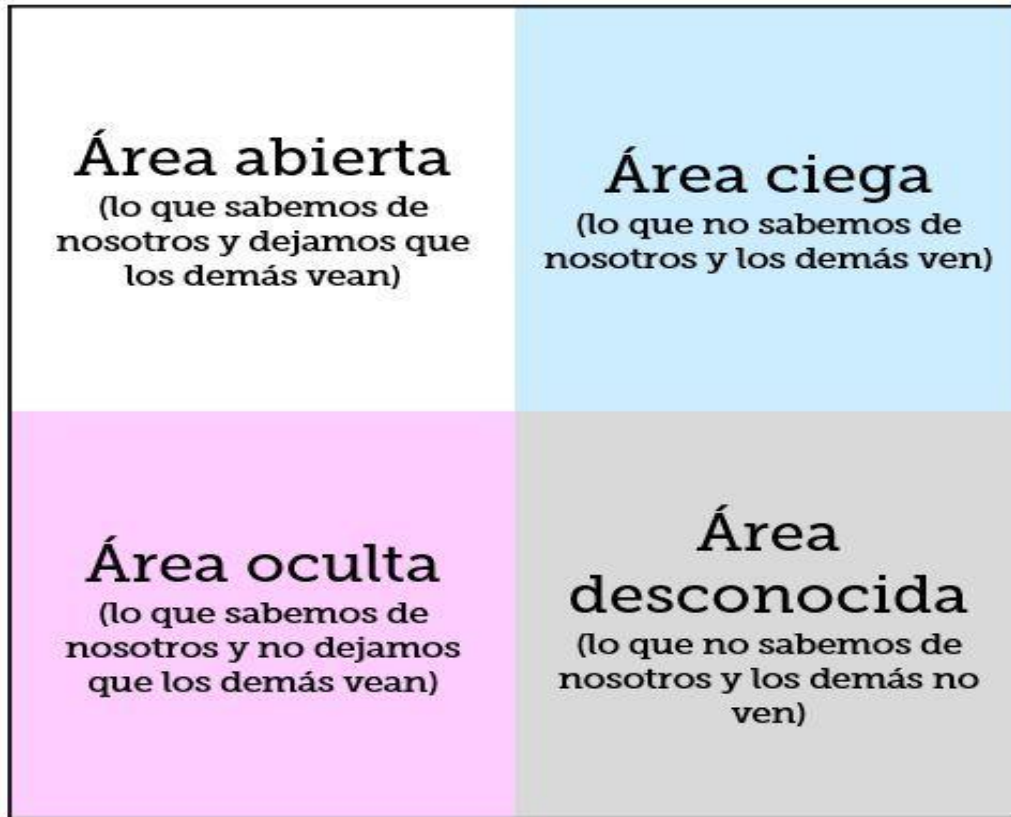 Área abierta
(lo que sabemos de
nosotros y dejamos que
los demás vean)
Área ciega
(lo que no sabemos de
nosotros y los demás ven)
Área oculta
(lo que sabemos de
nosotros y no dejamos
que los demás vean)
Área
desconocida
(lo que no sabemos de
nosotros y los demás no
ven)